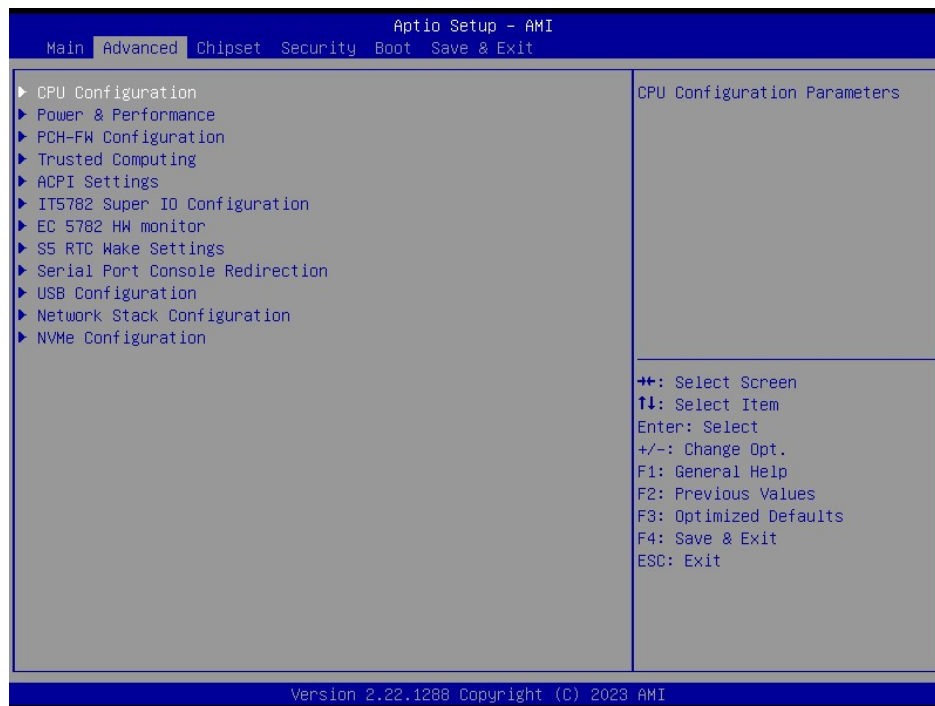 Aptio Setup – AMI
Main Advanced Chipset Security Boot Save & Exit
▶ CPU Configuration
▶ Power & Performance
▶ PCH-FW Configuration
▶ Trusted Computing
▶ ACPI Settings
▶ IT5782 Super IO Configuration
▶ EC 5782 HW monitor
▶ S5 RTC Wake Settings
▶ Serial Port Console Redirection
▶ USB Configuration
▶ Network Stack Configuration
▶ NVMe Configuration
CPU Configuration Parameters
→←: Select Screen
↑↓: Select Item
Enter: Select
+/-: Change Opt.
F1: General Help
F2: Previous Values
F3: Optimized Defaults
F4: Save & Exit
ESC: Exit
Version 2.22.1288 Copyright (C) 2023 AMI